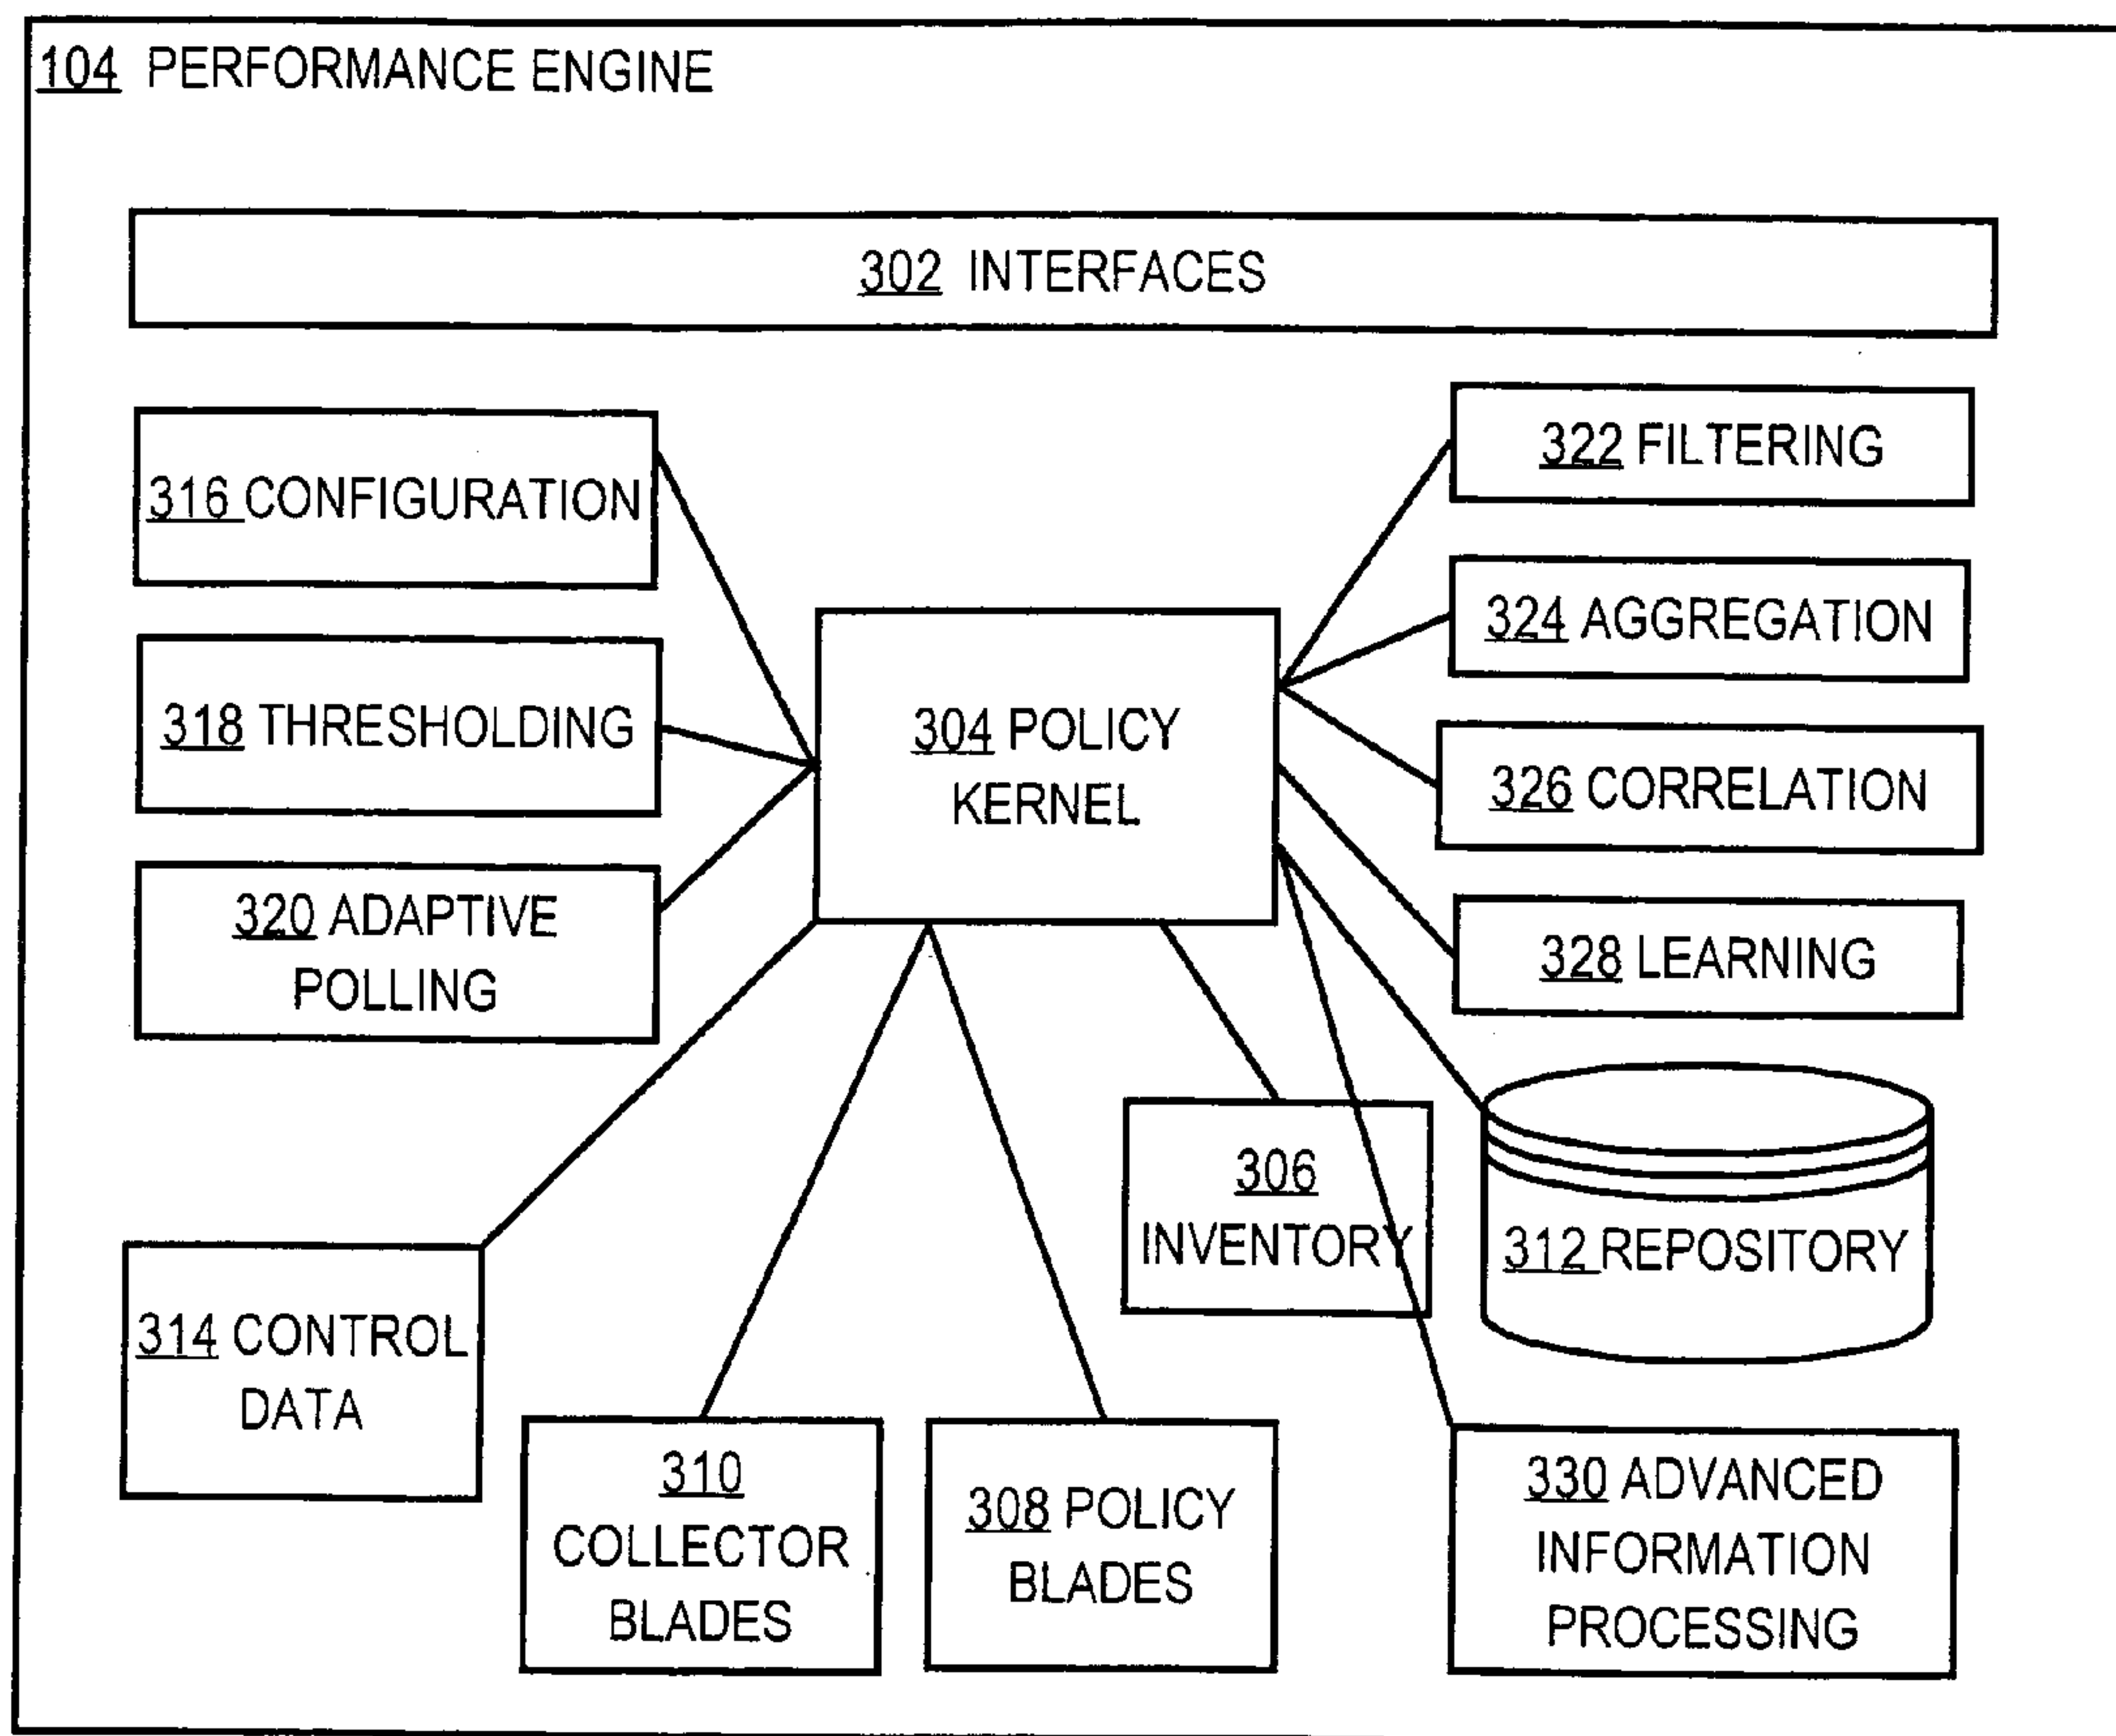 104 PERFORMANCE ENGINE
302 INTERFACES
316 CONFIGURATION
318 THRESHOLDING
320 ADAPTIVE
POLLING
304 POLICY
KERNEL
322 FILTERING
324 AGGREGATION
326 CORRELATION
328 LEARNING
306
INVENTORY
312 REPOSITORY
314 CONTROL
DATA
310
COLLECTOR
BLADES
308 POLICY
BLADES
330 ADVANCED
INFORMATION
PROCESSING